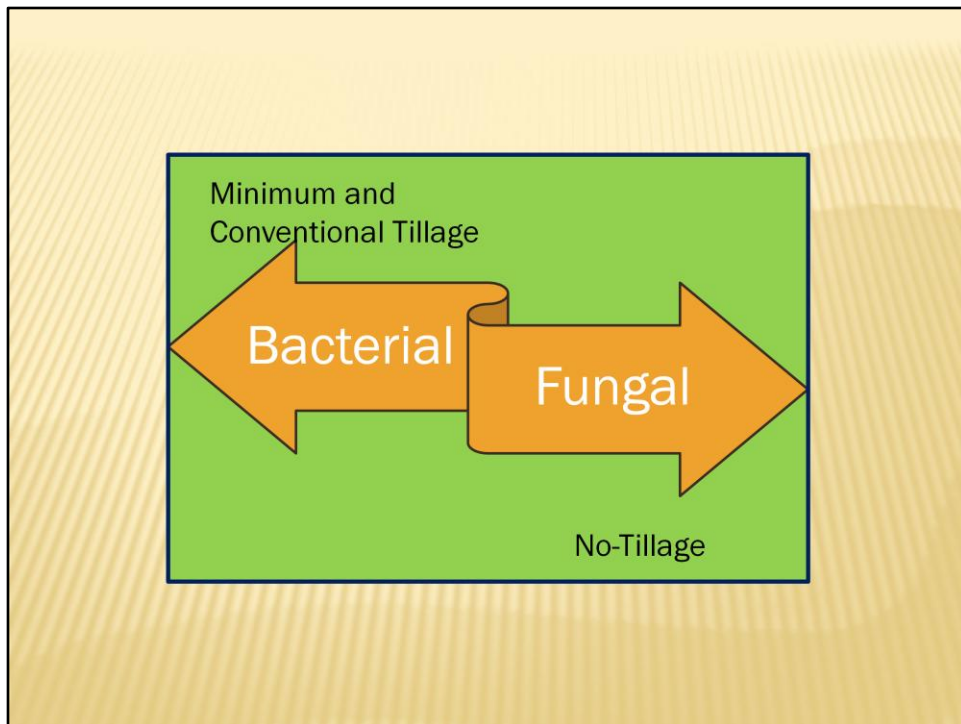 Minimum and
Conventional Tillage
Bacterial
Fungal
No-Tillage